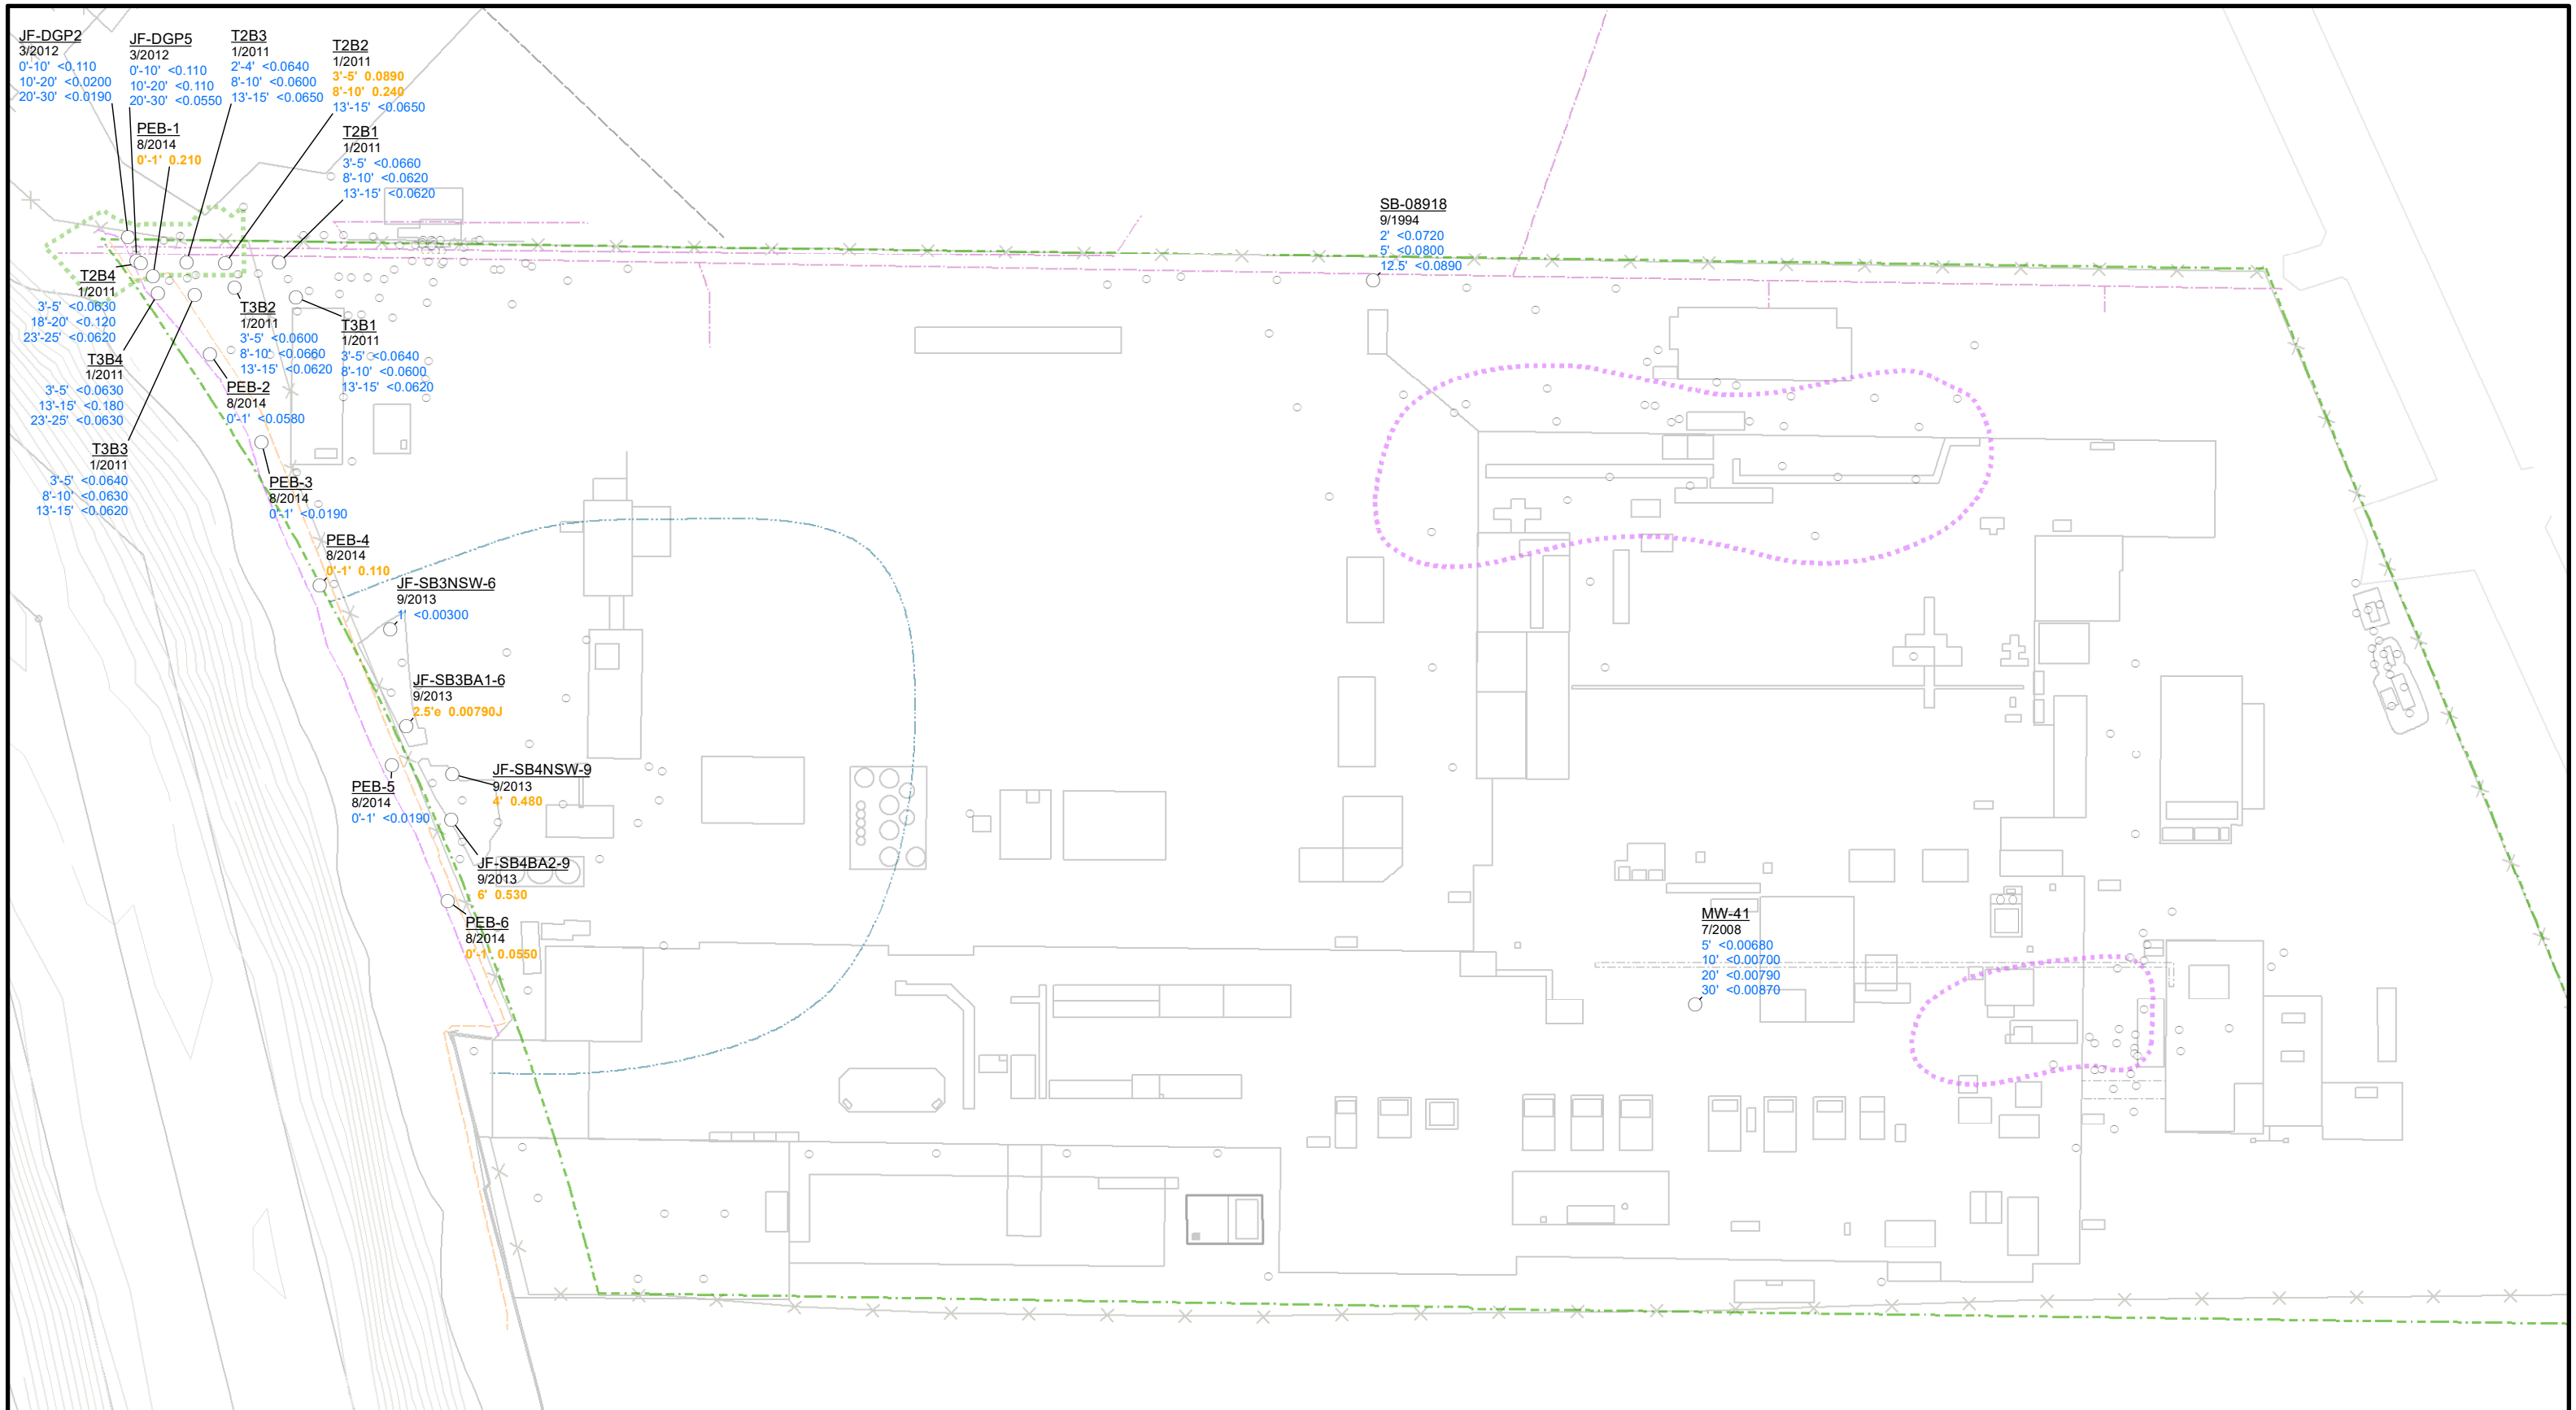 JF-DGP2
3/2012
0'-10' <0.110
10'-20' <0.0200
20'-30' <0.0190
JF-DGP5
3/2012
0'-10' <0.110
10'-20' <0.110
20'-30' <0.0550
T2B3
1/2011
2'-4' <0.0640
8'-10' <0.0600
13'-15' <0.0650
T2B2
1/2011
3'-5' 0.0890
8'-10' 0.240
13'-15' <0.0650
PEB-1
8/2014
0'-1' 0.210
T2B1
1/2011
3'-5' <0.0660
8'-10' <0.0620
13'-15' <0.0620
SB-08918
9/1994
2' <0.0720
5' <0.0800
12.5' <0.0890
T2B4
1/2011
3'-5' <0.0630
18'-20' <0.120
23'-25' <0.0620
T3B2
1/2011
3'-5' <0.0600
8'-10' <0.0660
13'-15' <0.0620
T3B1
1/2011
3'-5' <0.0640
8'-10' <0.0600
13'-15' <0.0620
T3B4
1/2011
3'-5' <0.0630
13'-15' <0.180
23'-25' <0.0630
PEB-2
8/2014
0'-1' <0.0580
T3B3
1/2011
3'-5' <0.0640
8'-10' <0.0630
13'-15' <0.0620
PEB-3
8/2014
0'-1' <0.0190
PEB-4
8/2014
0'-1' 0.110
JF-SB3NSW-6
9/2013
1' <0.00300
JF-SB3BA1-6
9/2013
2.5'e 0.00790J
JF-SB4NSW-9
9/2013
4' 0.480
PEB-5
8/2014
0'-1' <0.0190
JF-SB4BA2-9
9/2013
6' 0.530
PEB-6
8/2014
0'-1' 0.0550
MW-41
7/2008
5' <0.00680
10' <0.00700
20' <0.00790
30' <0.00870